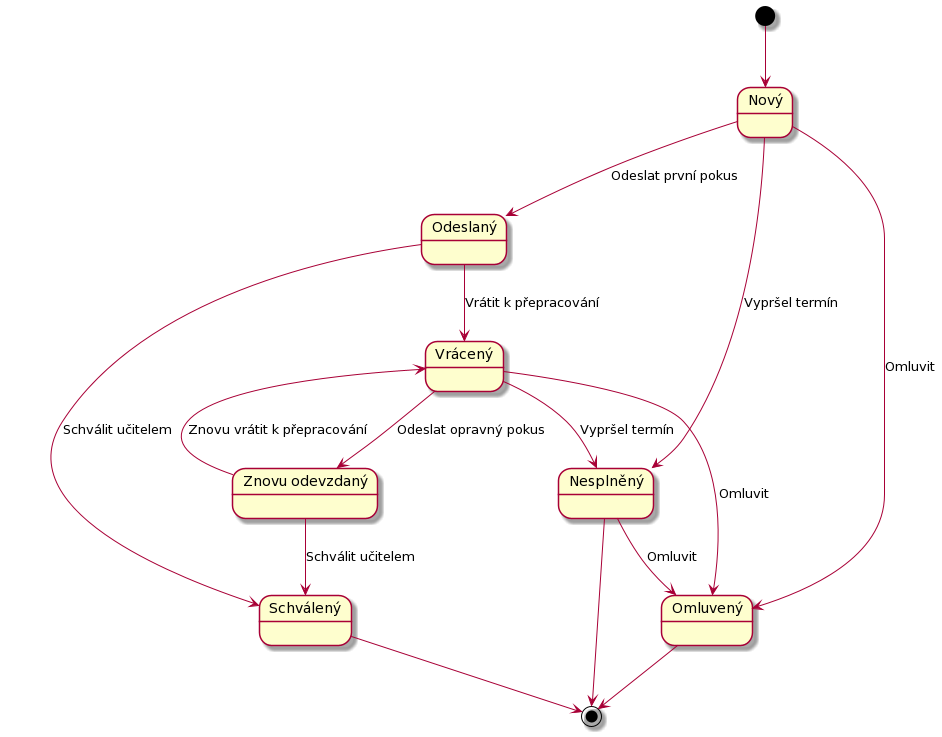 Nový
Odeslat první pokus
Odeslaný
Vrátit k přepracování
Vypršel termín
Vrácený
Omluvit
Schválit učitelem
Znovu vrátit k přepracování
Odeslat opravný pokus
Vypršel termín
Znovu odevzdaný
Nesplněný
Omluvit
Schválit učitelem
Omluvit
Schválený
Omluvený